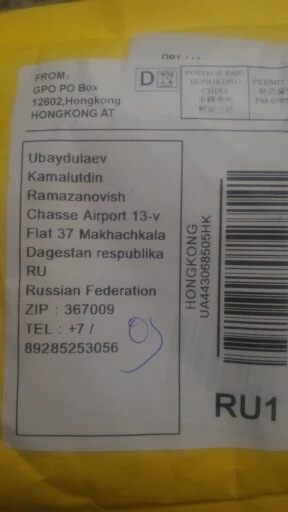 FROM:
GPO PO Box
12602,Hongkong
HONGKONG AT
D
POSTAGE PAID
HONGKONG
CHINA
PERMIT
Ubaydulaev
Kamalutdin
Ramazanovish
Chasse Airport 13-v
Flat 37 Makhachkala
Dagestan respublika
RU
Russian Federation
ZIP : 367009
TEL : +7 /
89285253056
HONGKONG
UA443068505HK
RU1